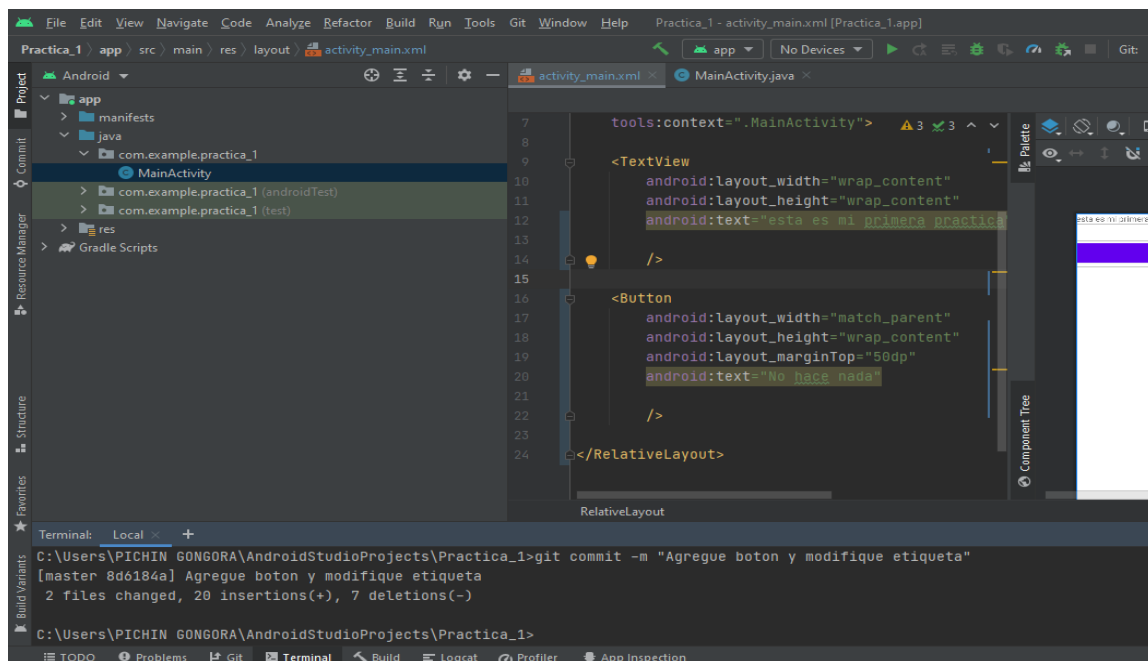 File Edit View Navigate Code Analyze Refactor Build Run Tools Git Window Help Practica_1 - activity_main.xml [Practica_1.app]
Practica_1 app src main res layout activity_main.xml app No Devices Git:
Project
Commit
Resource Manager
Structure
Favorites
Build Variants
Android
app
manifests
java
com.example.practica_1
MainActivity
com.example.practica_1 (androidTest)
com.example.practica_1 (test)
res
Gradle Scripts
activity_main.xml MainActivity.java
7 tools:context=".MainActivity"> 3 3
8
9 <TextView
10 android:layout_width="wrap_content"
11 android:layout_height="wrap_content"
12 android:text="esta es mi primera practica
13
14 />
15
16 <Button
17 android:layout_width="match_parent"
18 android:layout_height="wrap_content"
19 android:layout_marginTop="50dp"
20 android:text="No hace nada"
21
22 />
23
24 </RelativeLayout>
RelativeLayout
Palette
Component Tree
esta es mi primera
Terminal: Local × +
C:\Users\PICHIN GONGORA\AndroidStudioProjects\Practica_1>git commit -m "Agregue boton y modifique etiqueta"
[master 8d6184a] Agregue boton y modifique etiqueta
2 files changed, 20 insertions(+), 7 deletions(-)
C:\Users\PICHIN GONGORA\AndroidStudioProjects\Practica_1>
TODO Problems Git Terminal Build Logcat Profiler App Inspection